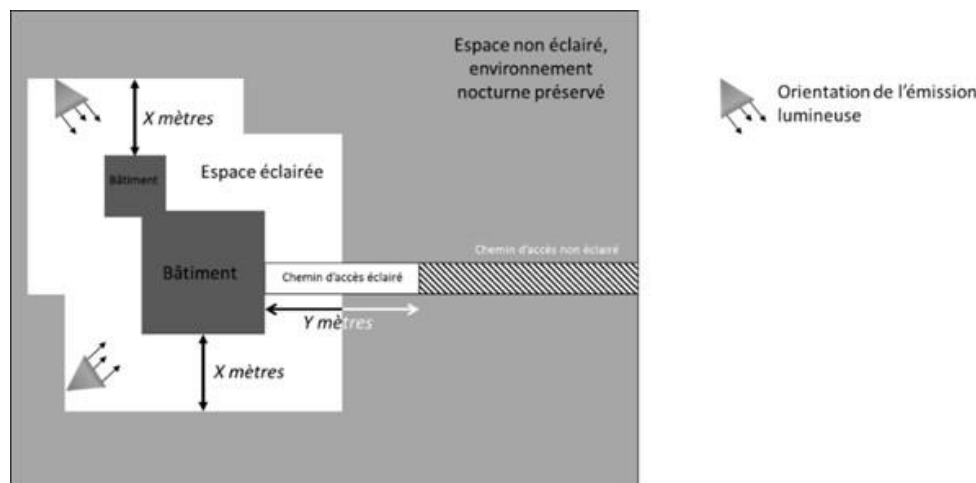 Espace non éclairé,
environnement
nocturne préservé
X mètres
Bâtiment
Espace éclairée
Chemin d'accès non éclairé
Bâtiment
Chemin d'accès éclairé
Y mètres
X mètres
Orientation de l'émission
lumineuse